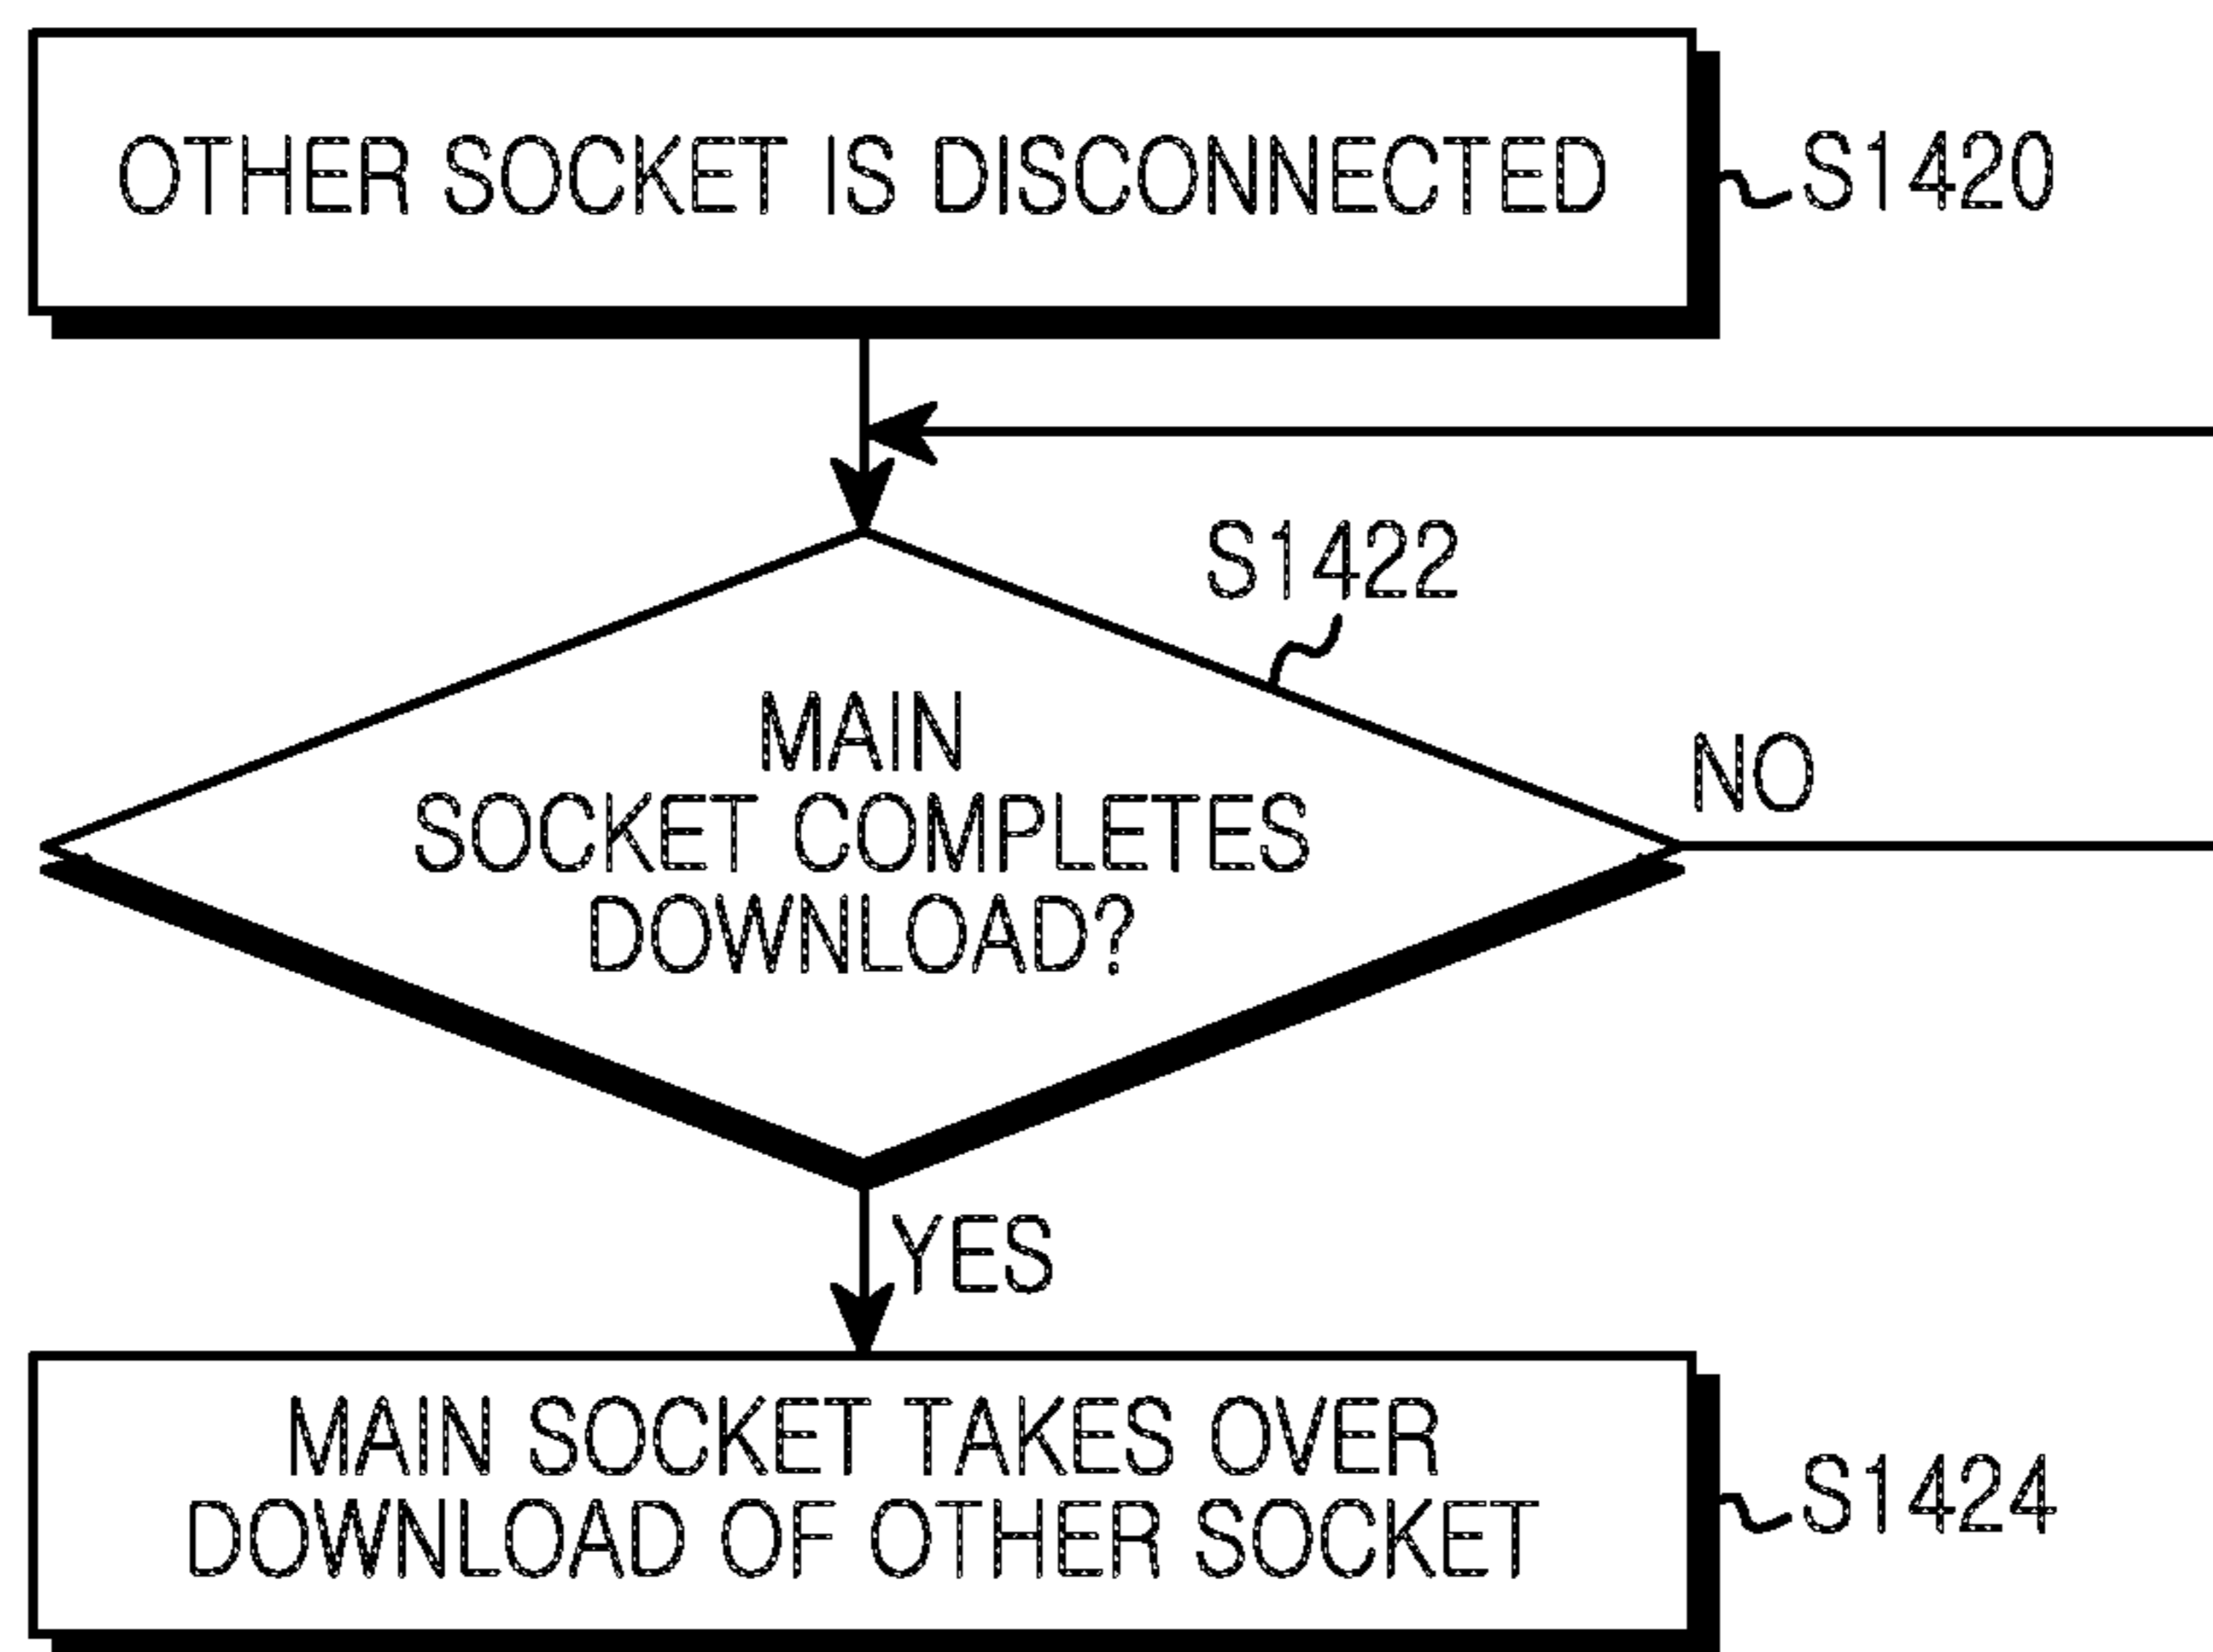 OTHER SOCKET IS DISCONNECTED
S1420
S1422
MAIN
SOCKET COMPLETES
DOWNLOAD?
NO
YES
MAIN SOCKET TAKES OVER
DOWNLOAD OF OTHER SOCKET
S1424